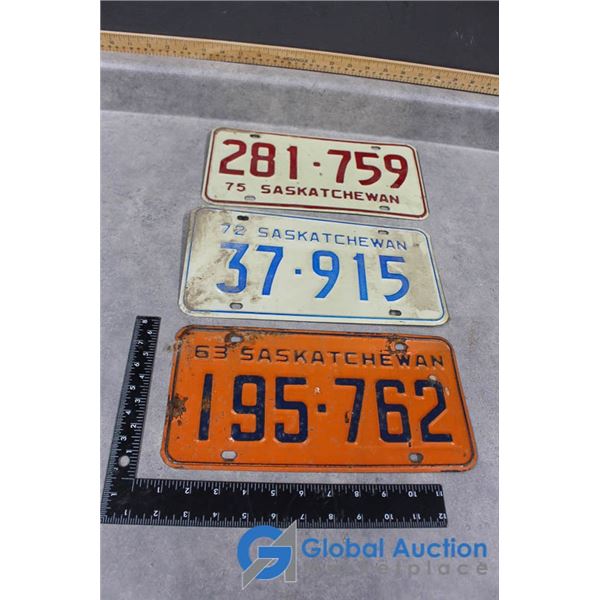 281·759
75 SASKATCHEWAN
72 SASKATCHEWAN
37·915
63 SASKATCHEWAN
195·762
Global Auction